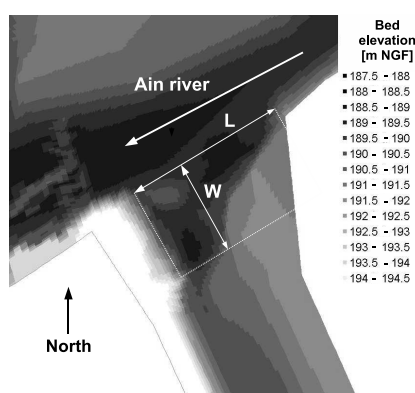 Ain river
L
W
North
Bed
elevation
[m NGF]
187.5 - 188
188 - 188.5
188.5 - 189
189 - 189.5
189.5 - 190
190 - 190.5
190.5 - 191
191 - 191.5
191.5 - 192
192 - 192.5
192.5 - 193
193 - 193.5
193.5 - 194
194 - 194.5